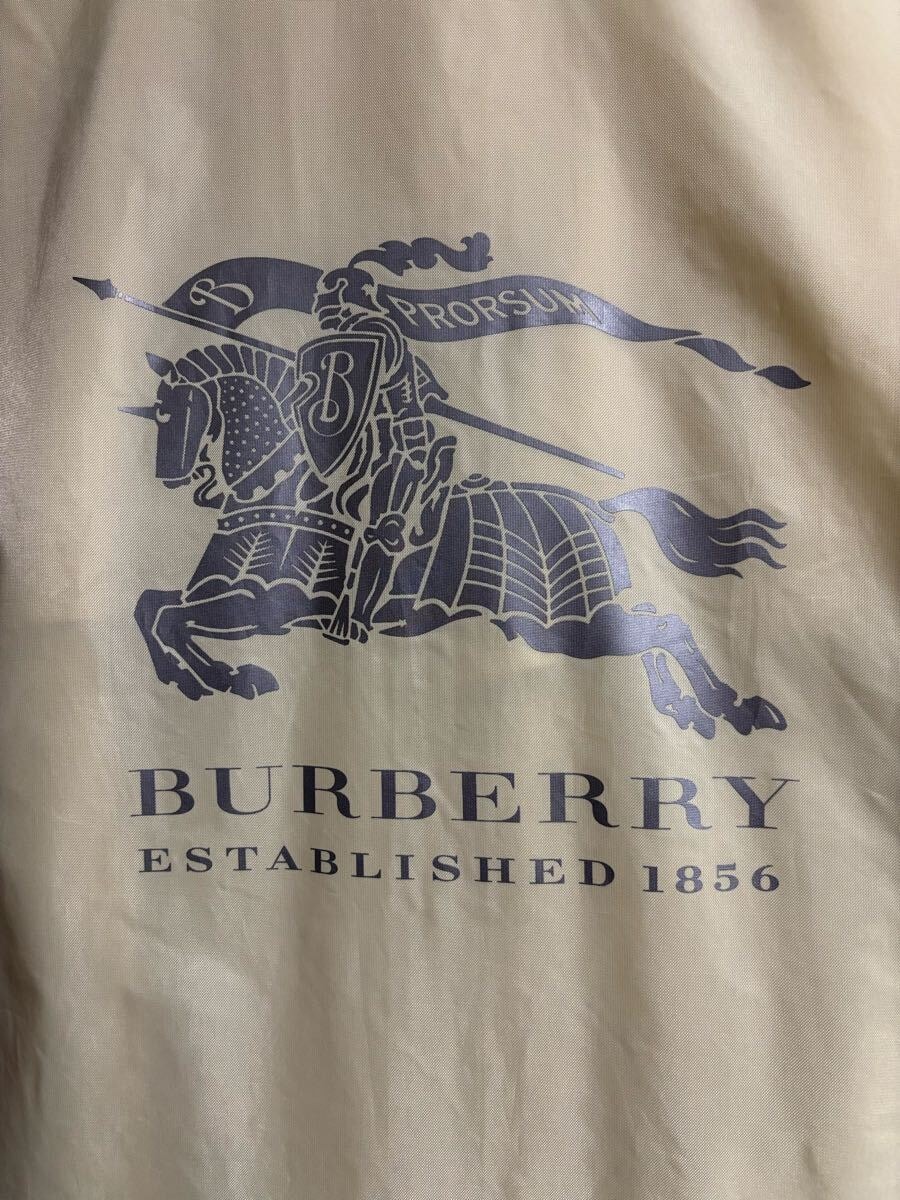 B
PRORSUM
B
BURBERRY
ESTABLISHED 1856